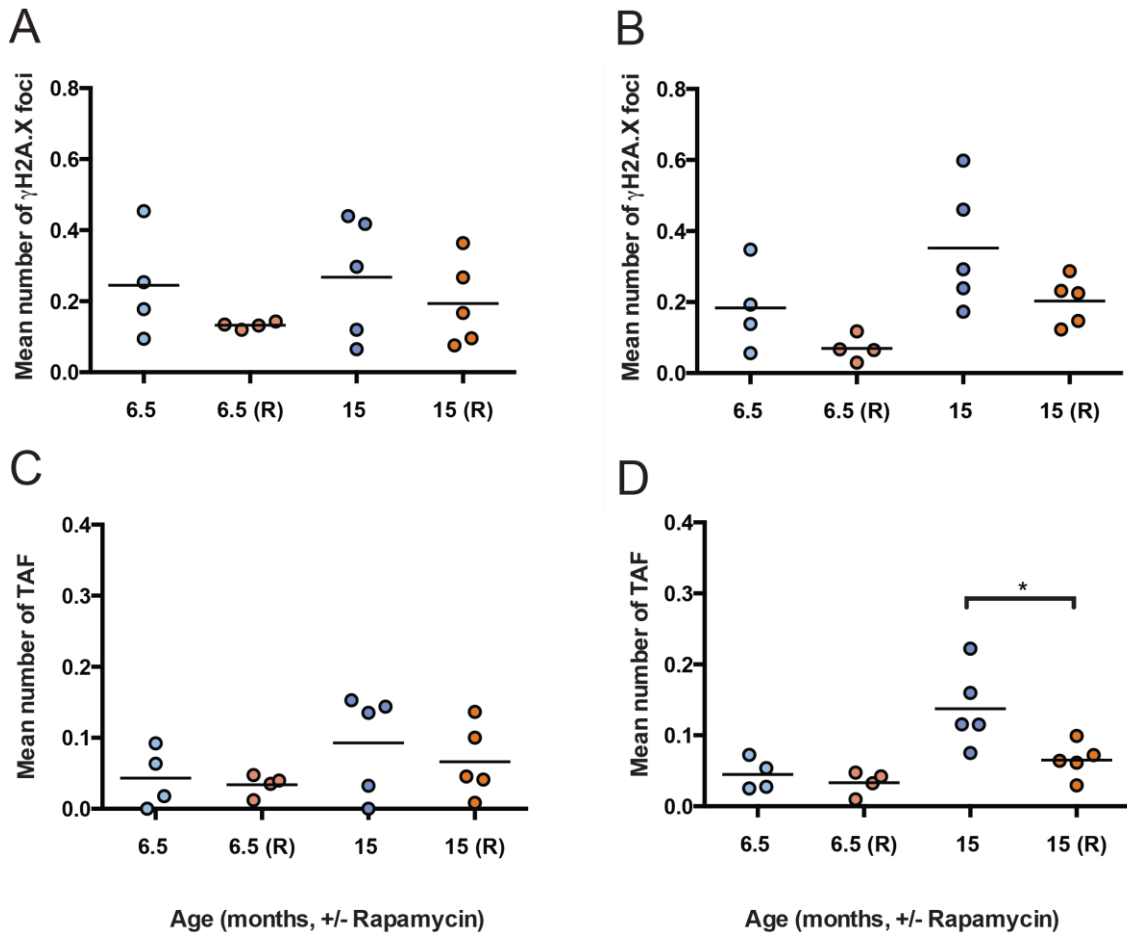 A
Mean number of γH2A.X foci
0.8
0.6
0.4
0.2
0.0
6.5 6.5 (R) 15 15 (R)
B
Mean number of γH2A.X foci
0.8
0.6
0.4
0.2
0.0
6.5 6.5 (R) 15 15 (R)
C
Mean number of TAF
0.4
0.3
0.2
0.1
0.0
6.5 6.5 (R) 15 15 (R)
D
Mean number of TAF
0.4
0.3
0.2
0.1
0.0
*
6.5 6.5 (R) 15 15 (R)
Age (months, +/- Rapamycin)
Age (months, +/- Rapamycin)